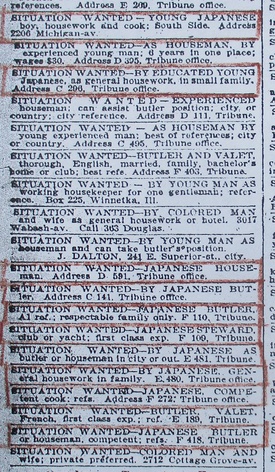 references. Address E 209, Tribune office.
SITUATION WANTED—YOUNG JAPANESE
boy, housework and cook; South Side. Address
2206 Michigan-av.
SITUATION WANTED—AS HOUSEMAN, BY
experienced young man; d years in one place;
wages $30. Address D 395, Tribune office.
SITUATION WANTED—BY EDUCATED YOUNG
Japanese, as general housework, in small family.
Address C 296, Tribune office.
SITUATION WANTED—EXPERIENCED
houseman; can assist butler position; city or
country; city reference. Address D 111, Tribune.
SITUATION WANTED—AS HOUSEMAN BY
young experienced man; best of references; city
or country. Address C 495, Tribune office.
SITUATION WANTED—BUTLER AND VALET,
thorough, English, married, family, bachelor's
home or club; best refs. Address F 403, Tribune.
SITUATION WANTED—BY YOUNG MAN AS
working housekeeper for one gentleman; refer-
ence. Box 225, Winnetka, Ill.
SITUATION WANTED—BY COLORED MAN
and wife as general housework or hotel. 3017
Wabash-av. Call 363 Douglas.
SITUATION WANTED—BY YOUNG MAN AS
houseman and can take butler's position.
J. DALTON, 241 E. Superior-st., city.
SITUATION WANTED—JAPANESE HOUSE-
man. Address D 591, Tribune office.
SITUATION WANTED—BY JAPANESE BUT-
ler. Address C 141, Tribune office.
SITUATION WANTED—JAPANESE BUTLER,
A1 ref.; respectable family only. F 110, Tribune.
SITUATION WANTED—JAPANESE STEWARD,
club or yacht; first class exp. F 109, Tribune.
SITUATION WANTED—BY JAPANESE AS
butler or houseman in city or out. E 481, Tribune.
SITUATION WANTED—BY JAPANESE, GEN-
eral housework in family. E 480, Tribune office.
SITUATION WANTED—JAPANESE, COMPE-
tent cook; refs. Address F 272, Tribune office.
SITUATION WANTED—BUTLER, VALET,
French, first class exp.; ref. E 189, Tribune.
SITUATION WANTED—JAPANESE BUTLER
or houseman, competent; refs. F 418, Tribune.
SITUATION WANTED—COLORED MAN AND
wife; private preferred. 2712 Cottage Grove-av.